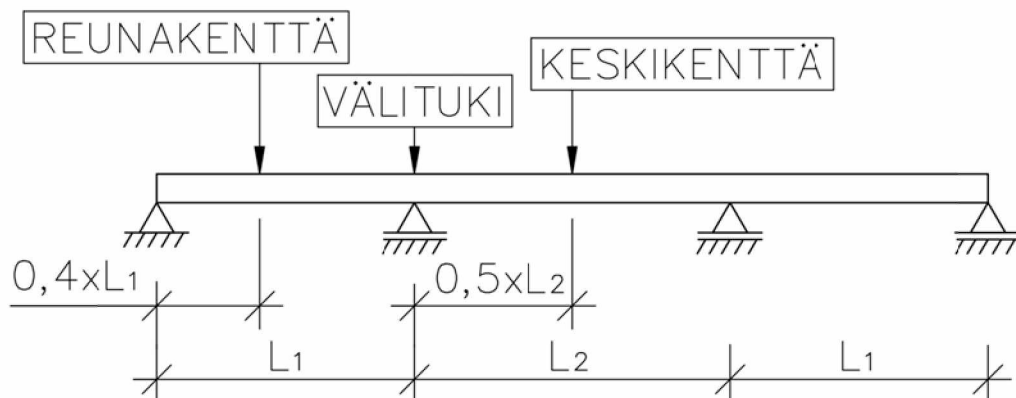 REUNAKENTTÄ
VÄLITUKI
KESKIKENTTÄ
0,4xL1
0,5xL2
L1
L2
L1